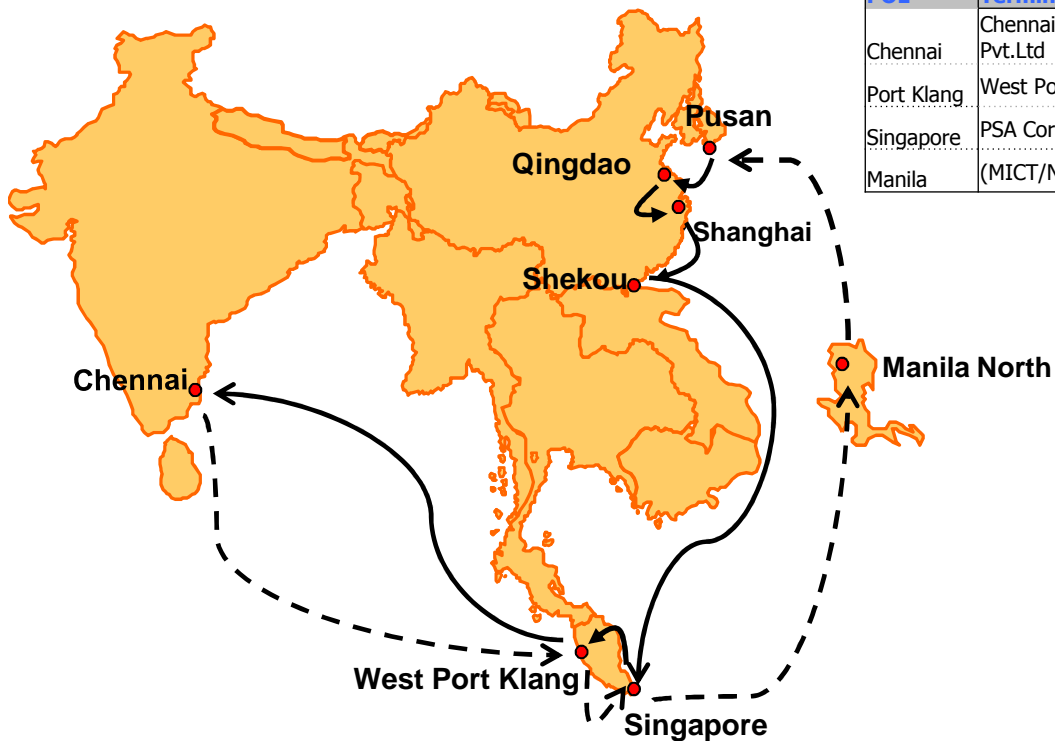 Chennai
Chennai
Pvt.Ltd
Port Klang
West Po
Singapore
PSA Con
Manila
(MICT/N
Pusan
Qingdao
Shanghai
Shekou
Manila North
Chennai
West Port Klang
Singapore